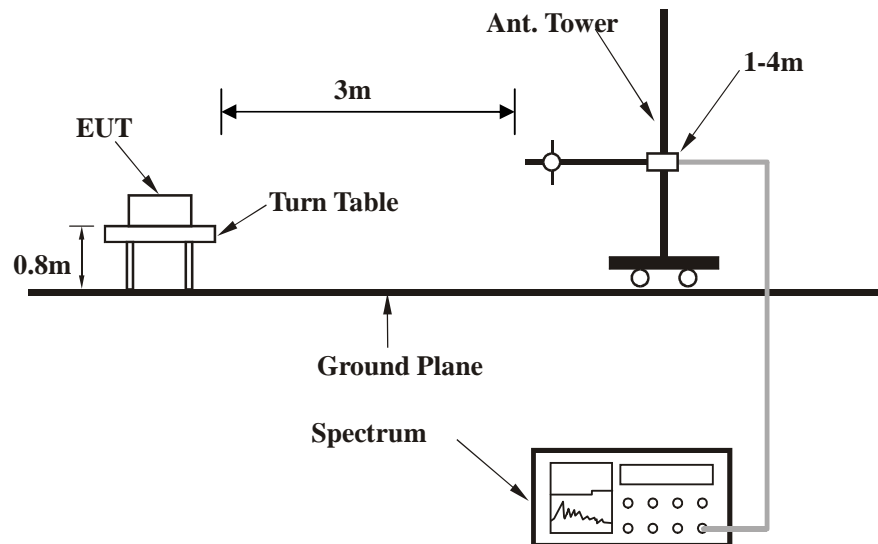 Ant. Tower
1-4m
3m
EUT
Turn Table
0.8m
Ground Plane
Spectrum